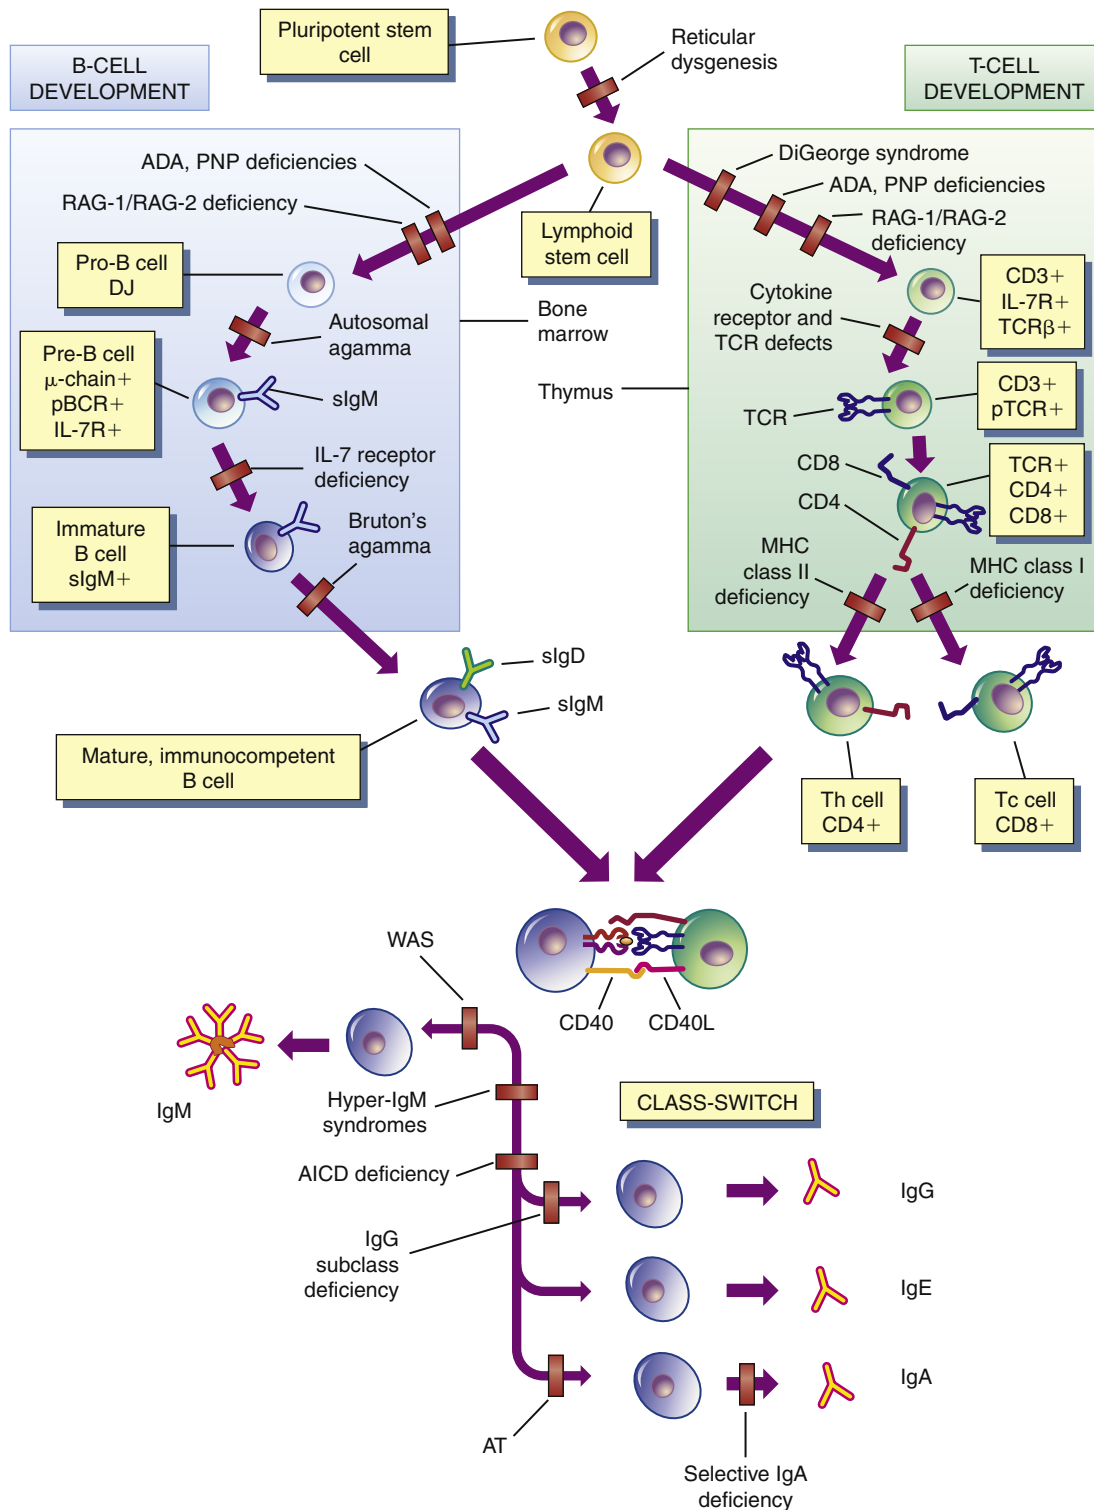 Pluripotent stem
cell
Reticular
dysgenesis
B-CELL
DEVELOPMENT
T-CELL
DEVELOPMENT
ADA, PNP deficiencies
RAG-1/RAG-2 deficiency
DiGeorge syndrome
ADA, PNP deficiencies
RAG-1/RAG-2
deficiency
Lymphoid
stem cell
Pro-B cell
DJ
CD3+
IL-7R+
TCRβ+
Bone
marrow
Autosomal
agamma
Cytokine
receptor and
TCR defects
Pre-B cell
μ-chain+
pBCR+
IL-7R+
sIgM
Thymus
TCR
CD3+
pTCR+
IL-7 receptor
deficiency
CD8
CD4
TCR+
CD4+
CD8+
Immature
B cell
sIgM+
Bruton's
agamma
MHC
class II
deficiency
MHC class I
deficiency
sIgD
sIgM
Mature, immunocompetent
B cell
Th cell
CD4+
Tc cell
CD8+
WAS
CD40
CD40L
IgM
Hyper-IgM
syndromes
CLASS-SWITCH
AICD deficiency
IgG
IgG
subclass
deficiency
IgE
IgA
AT
Selective IgA
deficiency